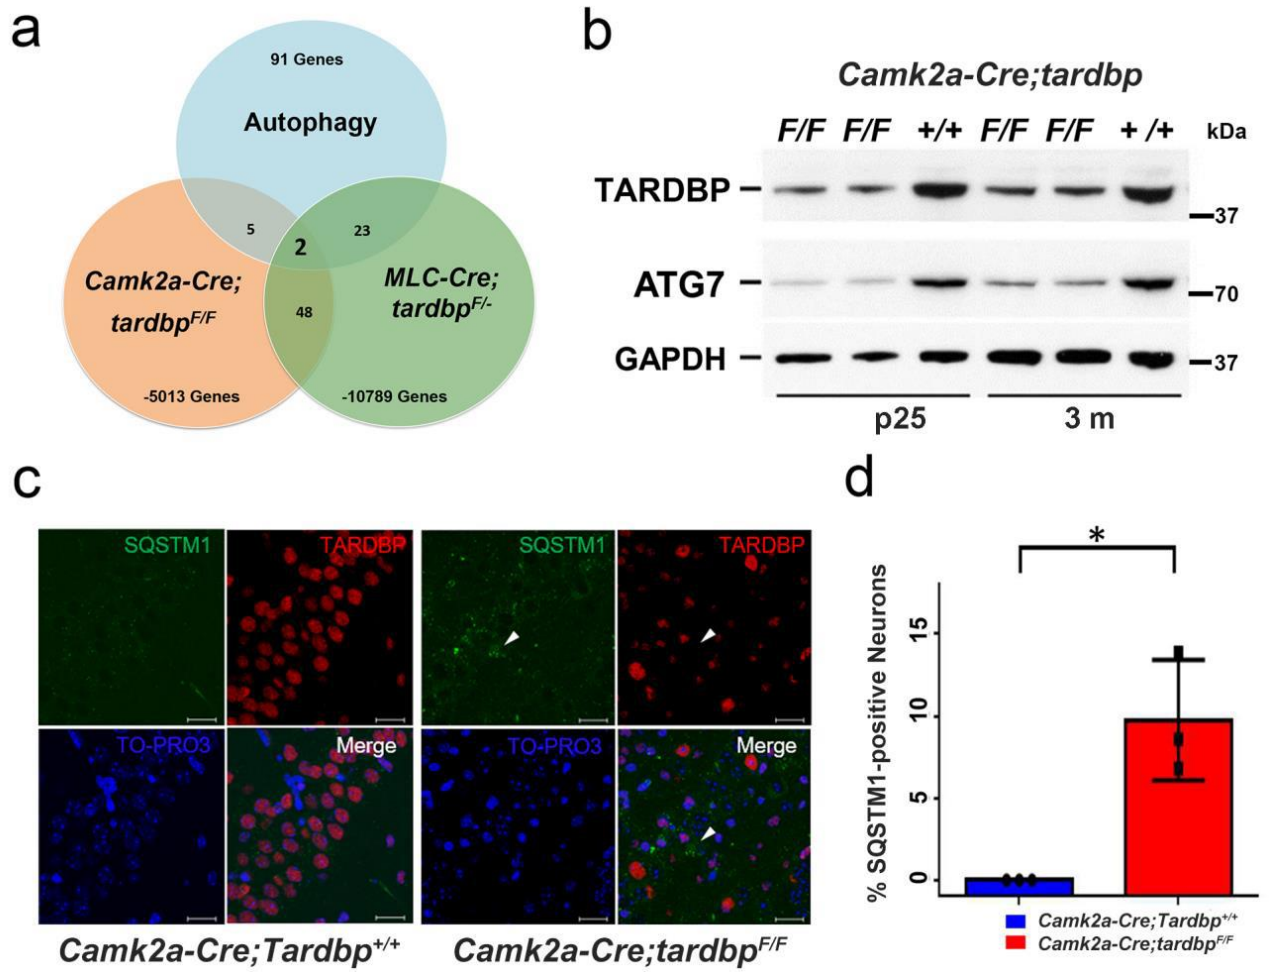 a
91 Genes
Autophagy
5
2
23
Camk2a-Cre;
tardbpF/F
MLC-Cre;
tardbpF/-
48
-5013 Genes
-10789 Genes
b
Camk2a-Cre;tardbp
F/F F/F +/+ F/F F/F + /+ kDa
TARDBP
37
ATG7
70
GAPDH
37
p25 3 m
c
SQSTM1 TARDBP SQSTM1 TARDBP
TO-PRO3 Merge TO-PRO3 Merge
Camk2a-Cre;Tardbp+/+ Camk2a-Cre;tardbpF/F
d
*
% SQSTM1-positive Neurons
15
10
5
0
Camk2a-Cre;Tardbp+/+
Camk2a-Cre;tardbpF/F